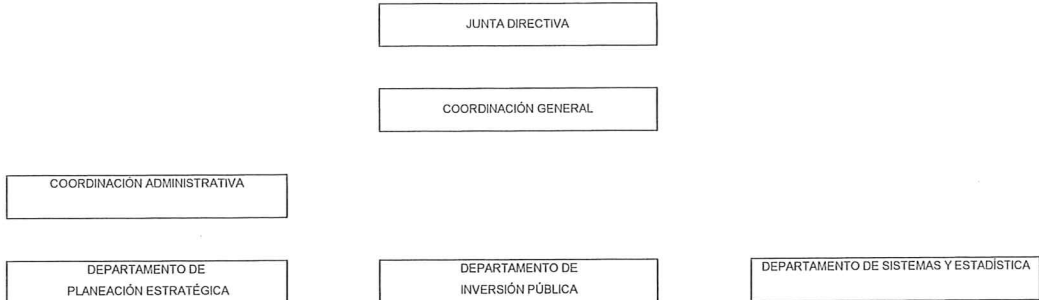 JUNTA DIRECTIVA
COORDINACIÓN GENERAL
COORDINACIÓN ADMINISTRATIVA
DEPARTAMENTO DE
PLANEACIÓN ESTRATÉGICA
DEPARTAMENTO DE
INVERSIÓN PÚBLICA
DEPARTAMENTO DE SISTEMAS Y ESTADÍSTICA